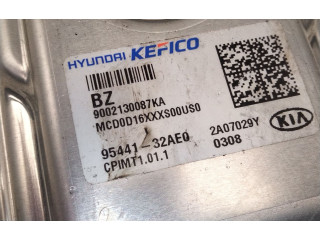 HYUNDAI KEFICO
BZ
9002130087KA
MCD0D16XXXS00US0
95441 32AE0 2A07029Y
CPIMT1.01.1 0308
KIA